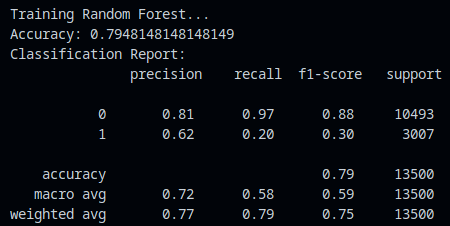 Training Random Forest...
Accuracy: 0.7948148148148149
Classification Report:
precision recall f1-score support
0 0.81 0.97 0.88 10493
1 0.62 0.20 0.30 3007
accuracy 0.79 13500
macro avg 0.72 0.58 0.59 13500
weighted avg 0.77 0.79 0.75 13500